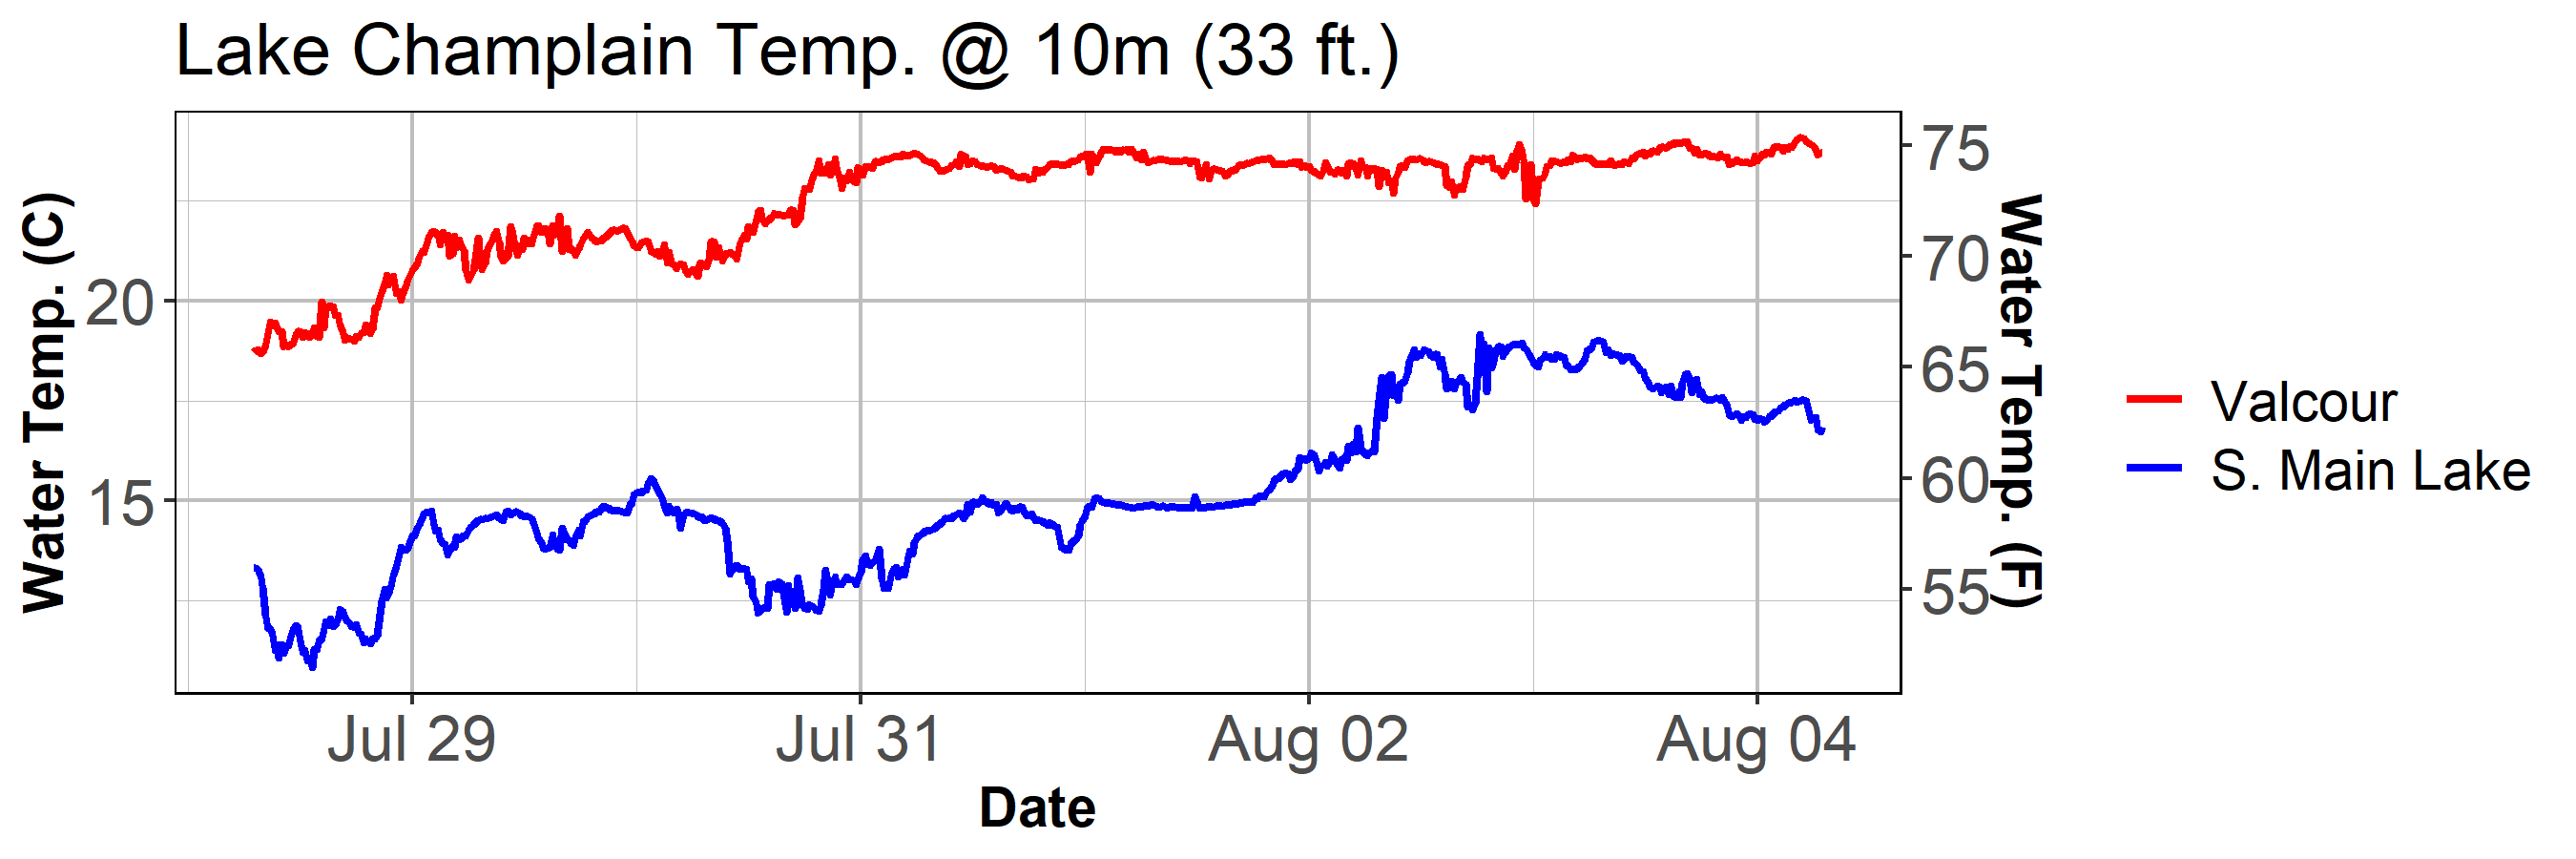 Lake Champlain Temp. @ 10m (33 ft.)
Water Temp. (C)
20
15
75
70
65
60
55
Water Temp. (F)
Valcour
S. Main Lake
Jul 29
Jul 31
Aug 02
Aug 04
Date